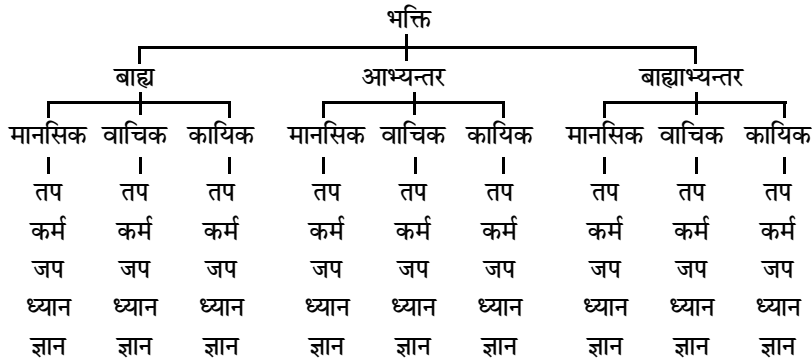 भक्ति
बाह्य आभ्यन्तर बाह्याभ्यन्तर
मानसिक वाचिक कायिक मानसिक वाचिक कायिक मानसिक वाचिक कायिक
तप तप तप तप तप तप तप तप तप
कर्म कर्म कर्म कर्म कर्म कर्म कर्म कर्म कर्म
जप जप जप जप जप जप जप जप जप
ध्यान ध्यान ध्यान ध्यान ध्यान ध्यान ध्यान ध्यान ध्यान
ज्ञान ज्ञान ज्ञान ज्ञान ज्ञान ज्ञान ज्ञान ज्ञान ज्ञान